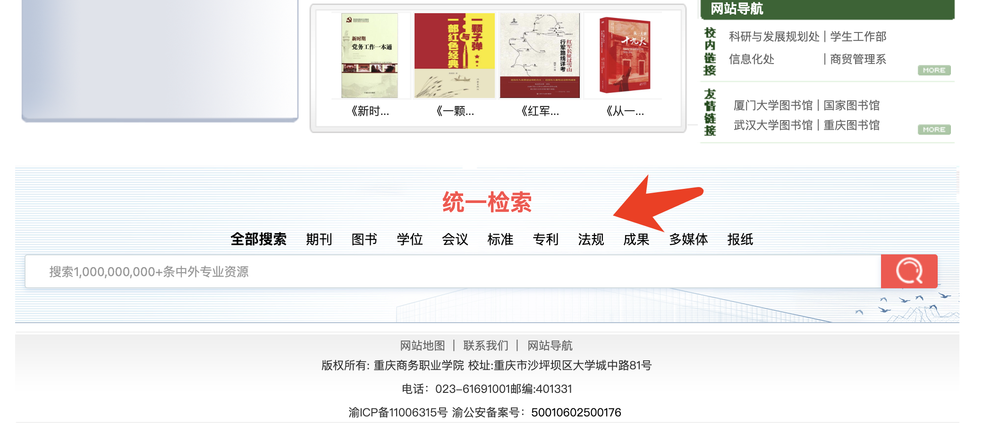 新时期
党务工作一本通
一颗子弹
与
一部红色经典
红军长征过雪山
行军路线详考
从一大到
十九大
《新时...
《一颗...
《红军...
《从一...
网站导航
校内链接
科研与发展规划处 | 学生工作部
信息化处 | 商贸管理系
MORE
友情链接
厦门大学图书馆 | 国家图书馆
武汉大学图书馆 | 重庆图书馆
MORE
统一检索
全部搜索 期刊 图书 学位 会议 标准 专利 法规 成果 多媒体 报纸
搜索1,000,000,000+条中外专业资源
网站地图 | 联系我们 | 网站导航
版权所有: 重庆商务职业学院 校址:重庆市沙坪坝区大学城中路81号
电话：023-61691001邮编:401331
渝ICP备11006315号 渝公安备案号：50010602500176